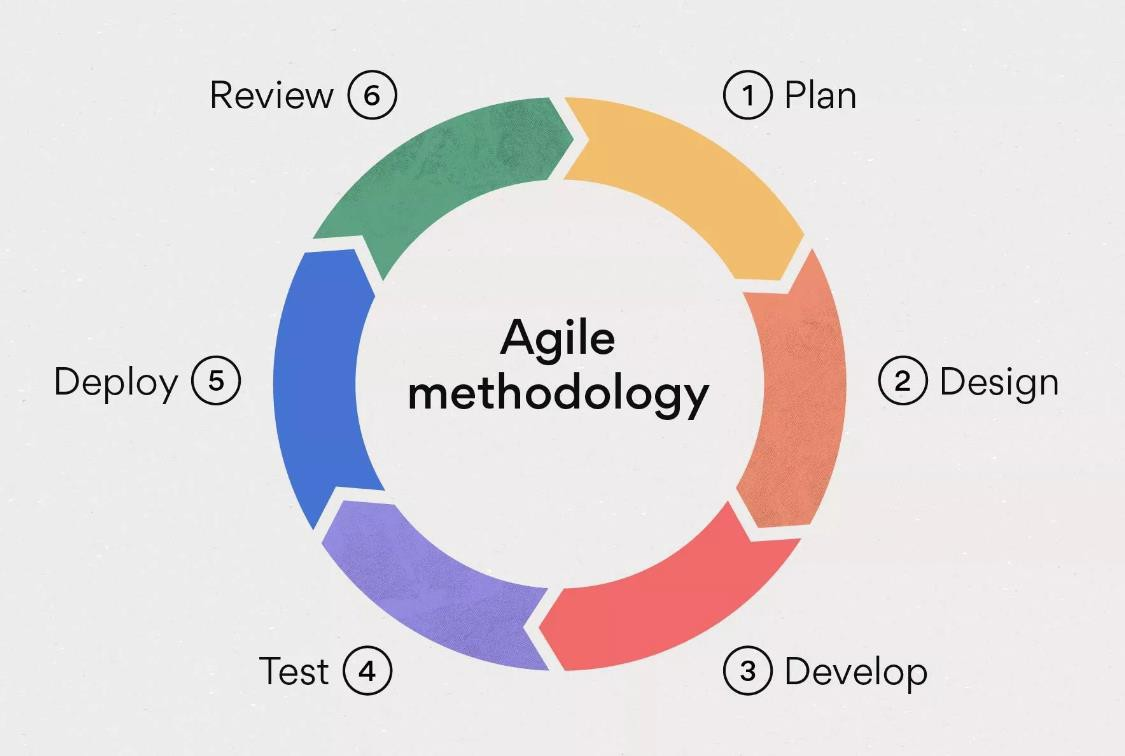 Review 6
1 Plan
Agile
methodology
Deploy 5
2 Design
Test 4
3 Develop